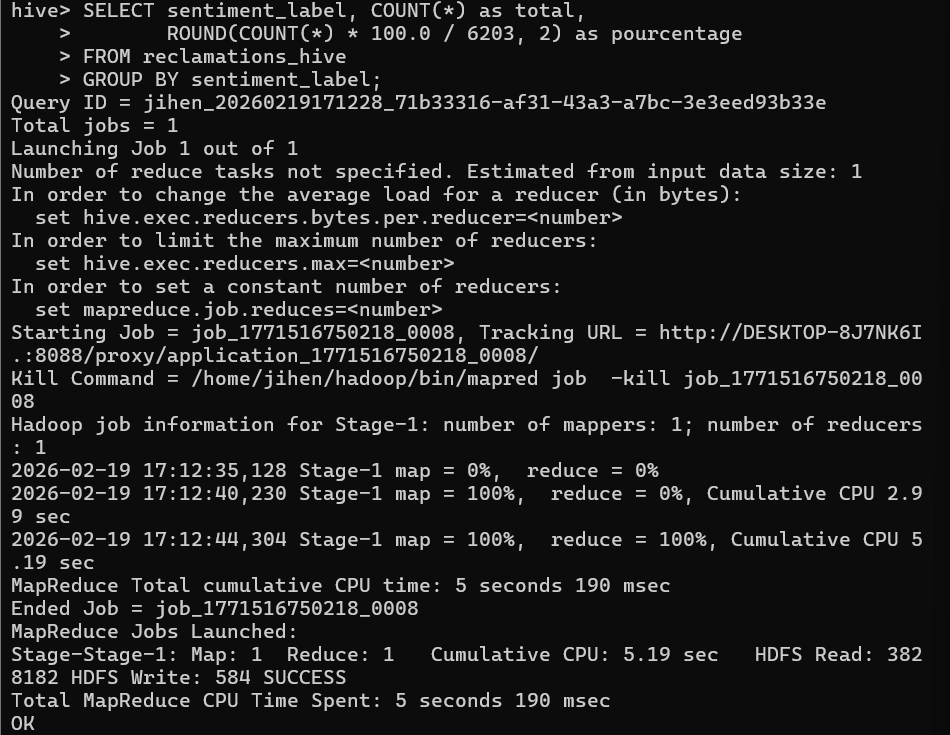 hive> SELECT sentiment_label, COUNT(*) as total,
    >        ROUND(COUNT(*) * 100.0 / 6203, 2) as pourcentage
    > FROM reclamations_hive
    > GROUP BY sentiment_label;
Query ID = jihen_20260219171228_71b33316-af31-43a3-a7bc-3e3eed93b33e
Total jobs = 1
Launching Job 1 out of 1
Number of reduce tasks not specified. Estimated from input data size: 1
In order to change the average load for a reducer (in bytes):
  set hive.exec.reducers.bytes.per.reducer=<number>
In order to limit the maximum number of reducers:
  set hive.exec.reducers.max=<number>
In order to set a constant number of reducers:
  set mapreduce.job.reduces=<number>
Starting Job = job_1771516750218_0008, Tracking URL = http://DESKTOP-8J7NK6I
.:8088/proxy/application_1771516750218_0008/
Kill Command = /home/jihen/hadoop/bin/mapred job  -kill job_1771516750218_00
08
Hadoop job information for Stage-1: number of mappers: 1; number of reducers
: 1
2026-02-19 17:12:35,128 Stage-1 map = 0%,  reduce = 0%
2026-02-19 17:12:40,230 Stage-1 map = 100%,  reduce = 0%, Cumulative CPU 2.9
9 sec
2026-02-19 17:12:44,304 Stage-1 map = 100%,  reduce = 100%, Cumulative CPU 5
.19 sec
MapReduce Total cumulative CPU time: 5 seconds 190 msec
Ended Job = job_1771516750218_0008
MapReduce Jobs Launched:
Stage-Stage-1: Map: 1  Reduce: 1   Cumulative CPU: 5.19 sec   HDFS Read: 382
8182 HDFS Write: 584 SUCCESS
Total MapReduce CPU Time Spent: 5 seconds 190 msec
OK